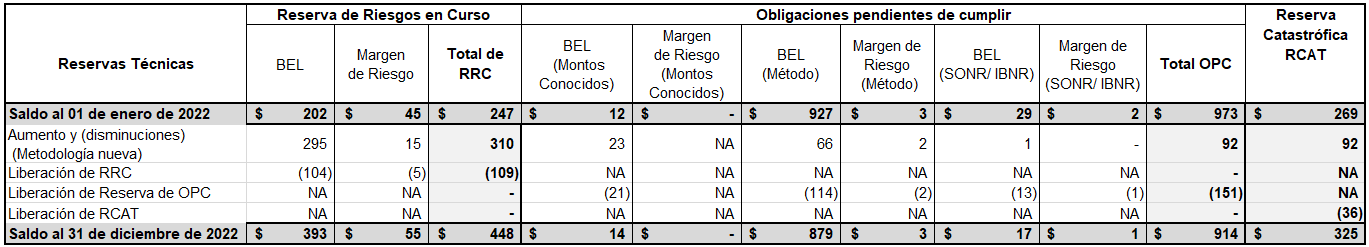 Reservas Técnicas Reserva de Riesgos en Curso Obligaciones pendientes de cumplir Reserva Catastrófica RCAT
BEL Margen de Riesgo Total de RRC BEL (Montos Conocidos) Margen de Riesgo (Montos Conocidos) BEL (Método) Margen de Riesgo (Método) BEL (SONR/ IBNR) Margen de Riesgo (SONR/ IBNR) Total OPC
Saldo al 01 de enero de 2022 $ 202 $ 45 $ 247 $ 12 $ - $ 927 $ 3 $ 29 $ 2 $ 973 $ 269
Aumento y (disminuciones)
(Metodología nueva) 295 15 310 23 NA 66 2 1 - 92 92
Liberación de RRC (104) (5) (109) NA NA NA NA NA NA - NA
Liberación de Reserva de OPC NA NA - (21) NA (114) (2) (13) (1) (151) NA
Liberación de RCAT NA NA - NA NA NA NA NA NA - (36)
Saldo al 31 de diciembre de 2022 $ 393 $ 55 $ 448 $ 14 $ - $ 879 $ 3 $ 17 $ 1 $ 914 $ 325